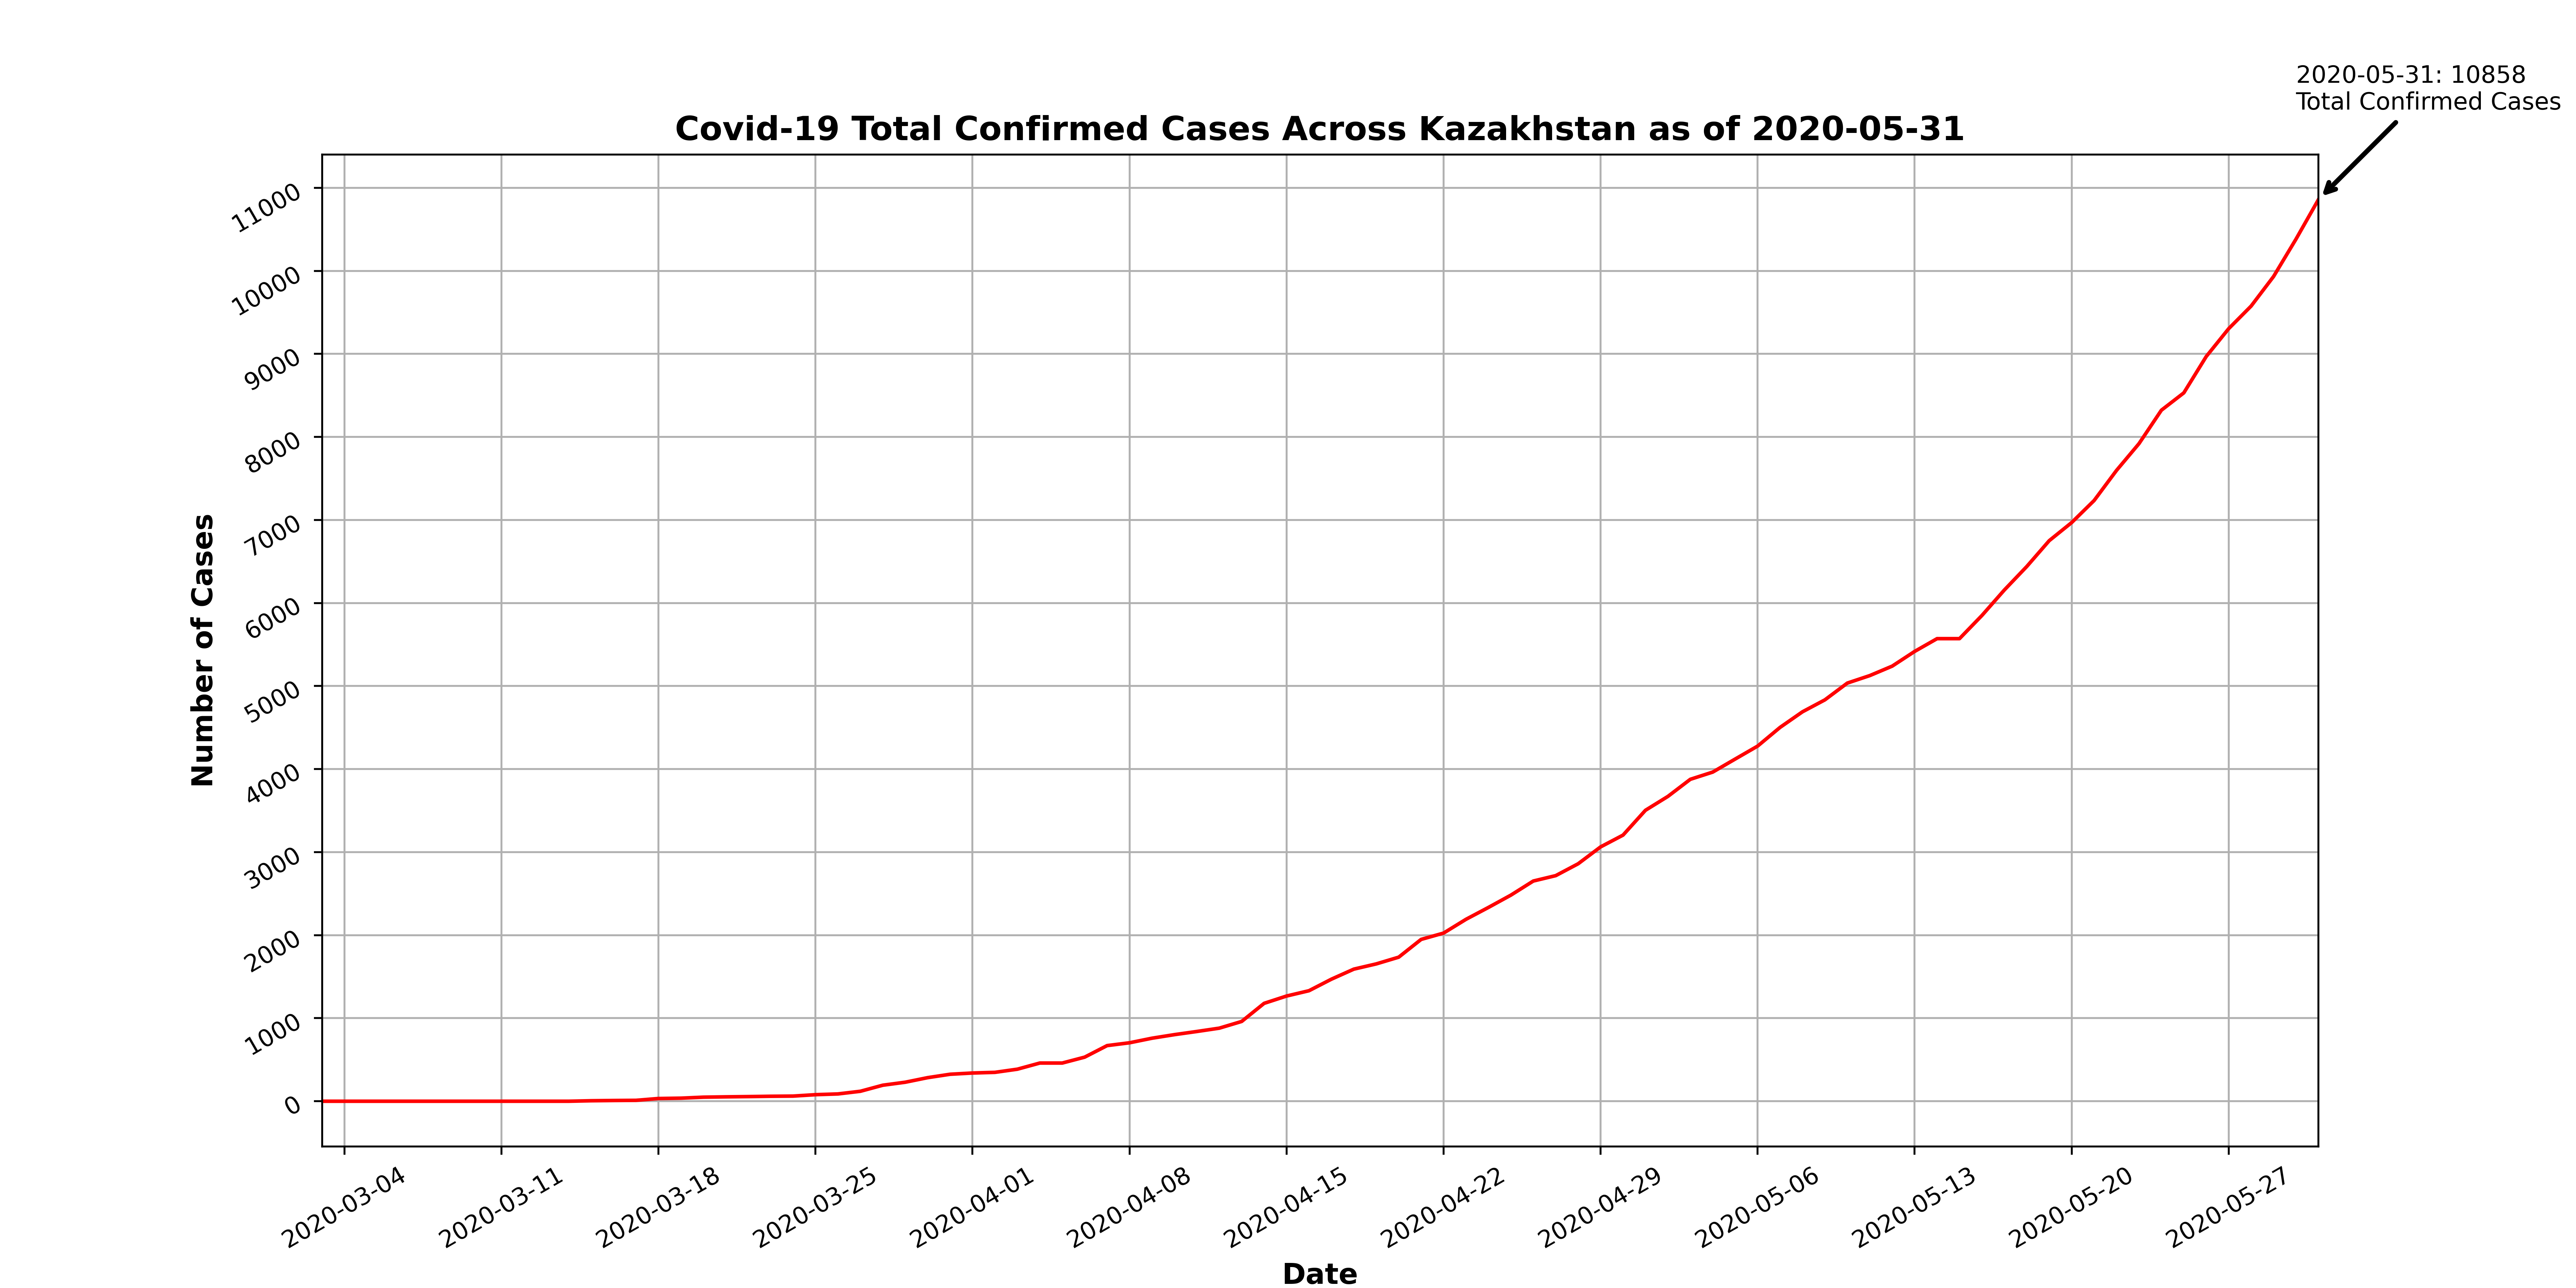 2020-05-31: 10858
Total Confirmed Cases
Covid-19 Total Confirmed Cases Across Kazakhstan as of 2020-05-31
Number of Cases
11000
10000
9000
8000
7000
6000
5000
4000
3000
2000
1000
0
2020-03-04 2020-03-11 2020-03-18 2020-03-25 2020-04-01 2020-04-08 2020-04-15 2020-04-22 2020-04-29 2020-05-06 2020-05-13 2020-05-20 2020-05-27
Date